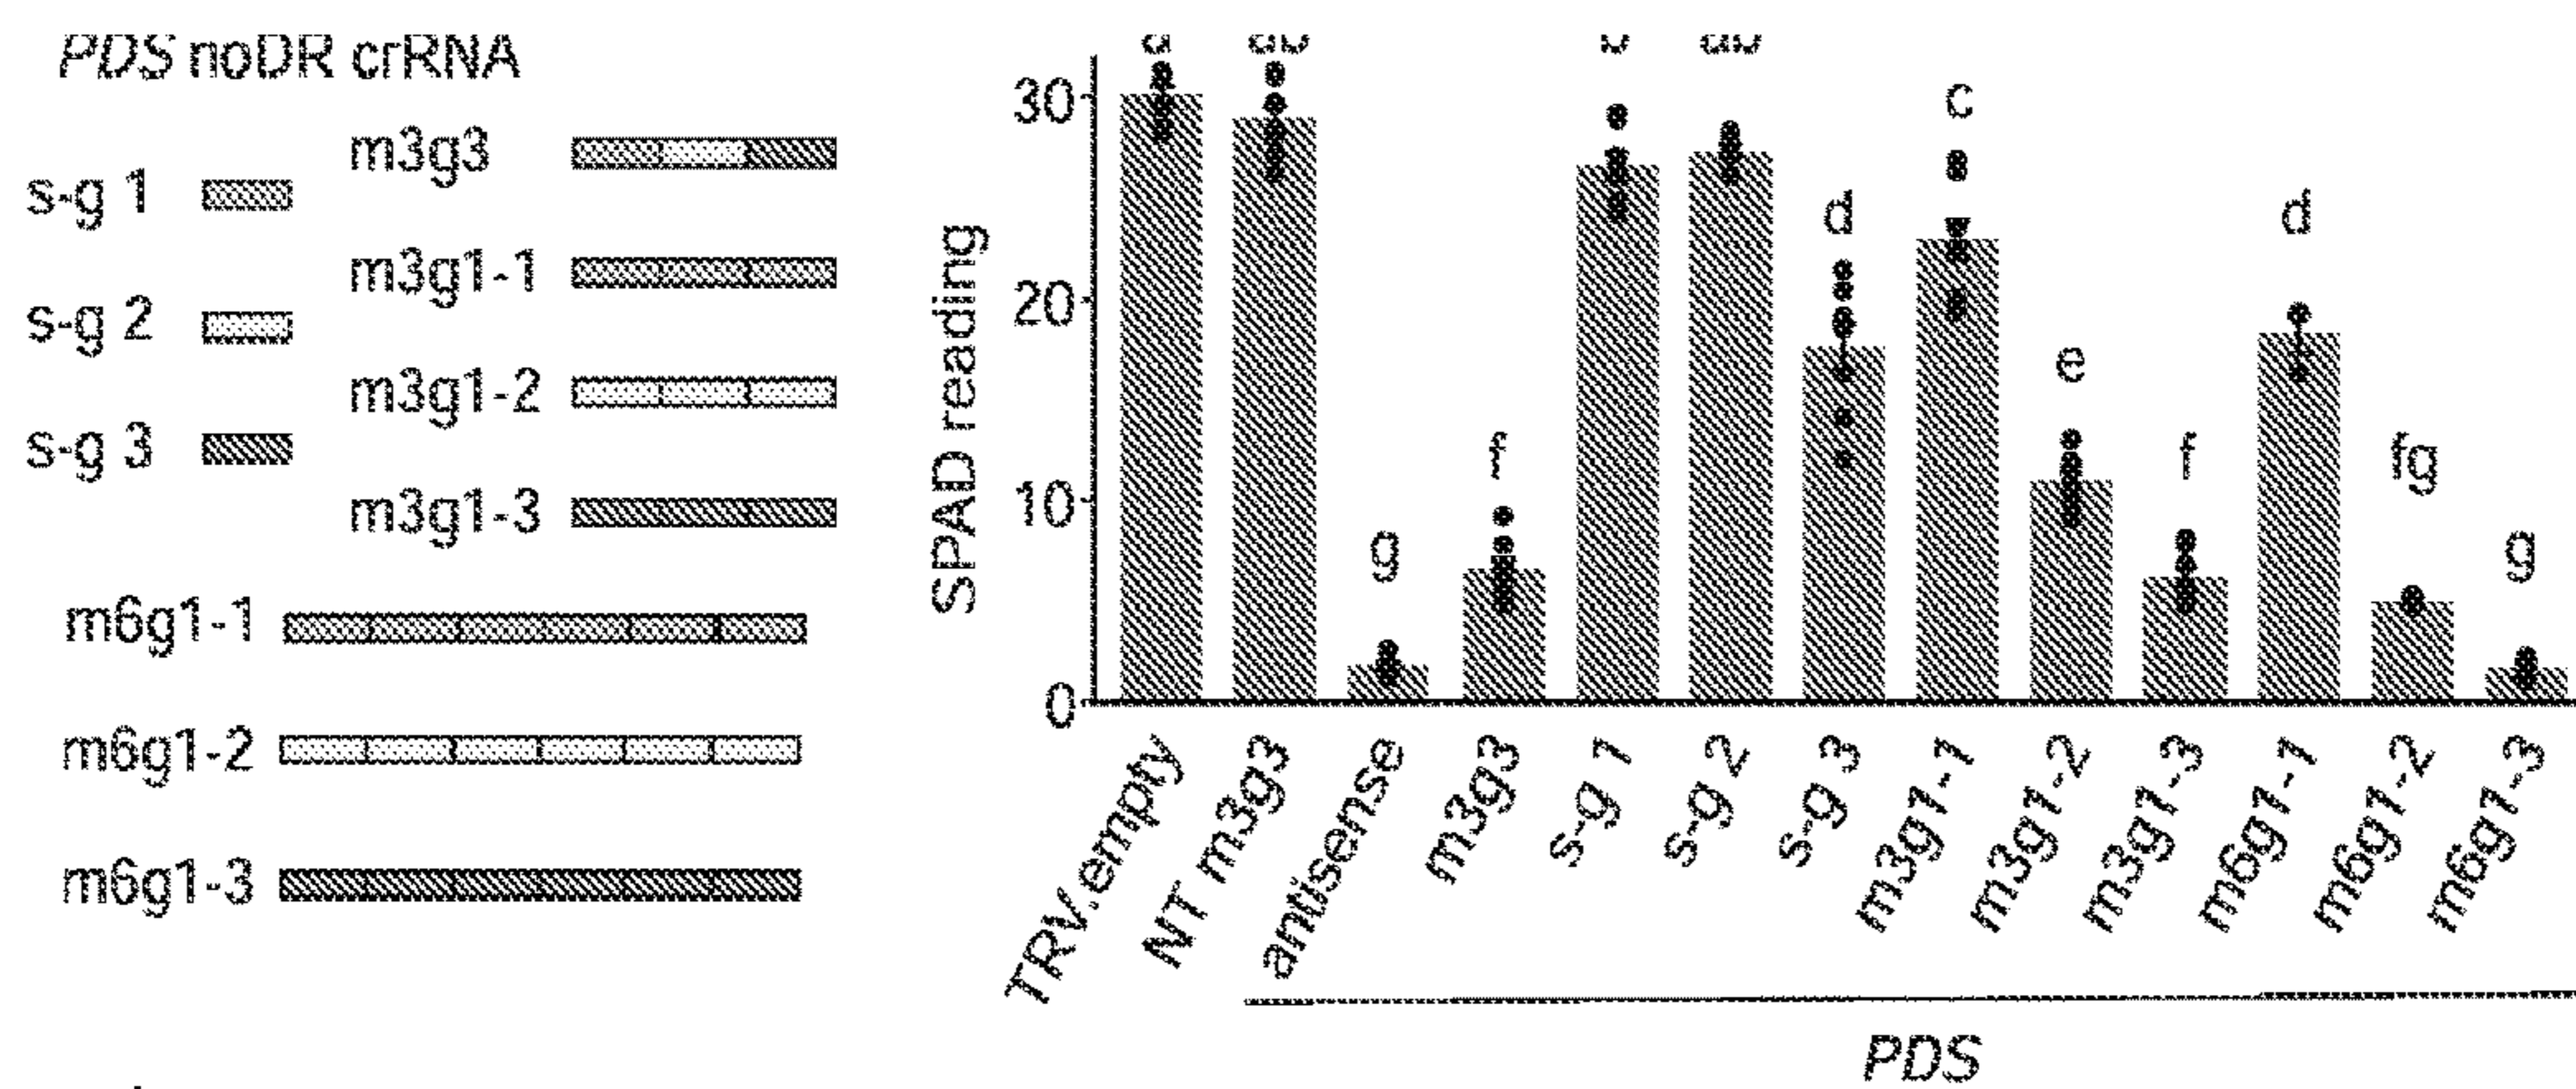 PDS noDR crRNA
s-g 1
s-g 2
s-g 3
m3g3
m3g1-1
m3g1-2
m3g1-3
m6g1-1
m6g1-2
m6g1-3
SPAD reading
30
20
10
0
a ab g f b ab d c e f d fg g
TRV.empty
NT m3g3
antisense
m3g3
s-g 1
s-g 2
s-g 3
m3g1-1
m3g1-2
m3g1-3
m6g1-1
m6g1-2
m6g1-3
PDS